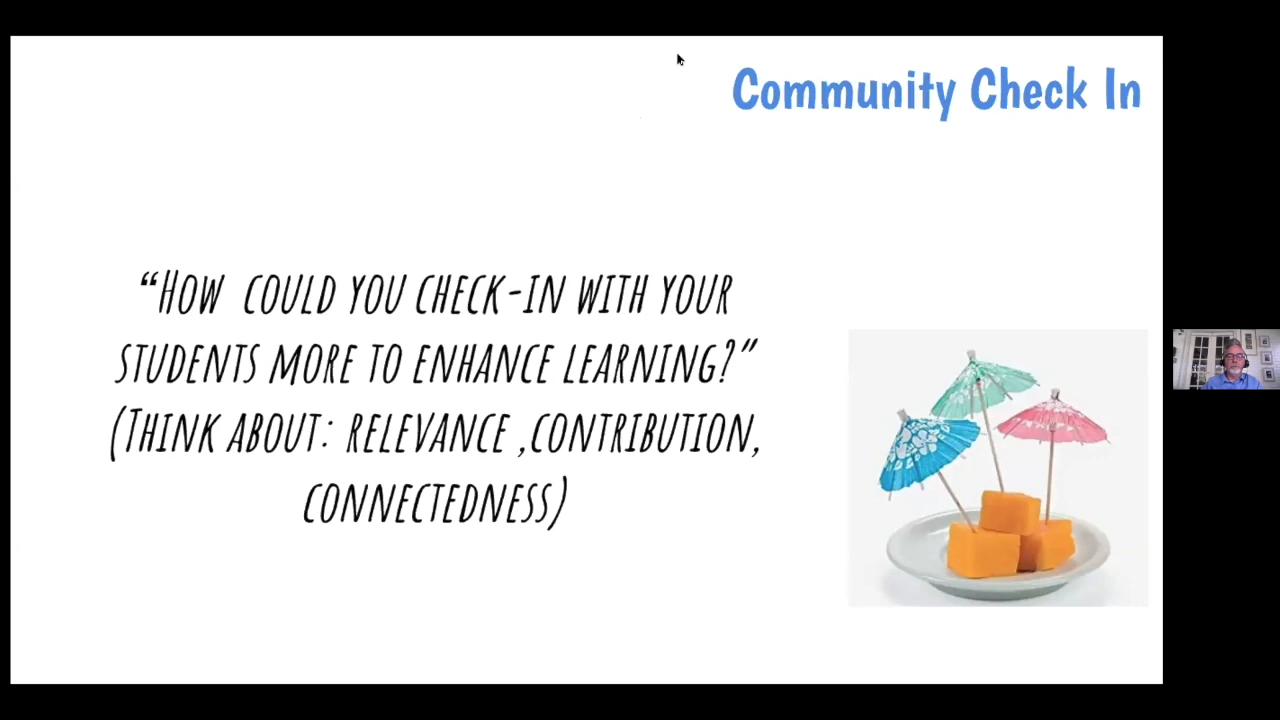 Community Check In
“How could you check-in with your
students more to enhance learning?”
(Think about: relevance ,contribution,
connectedness)